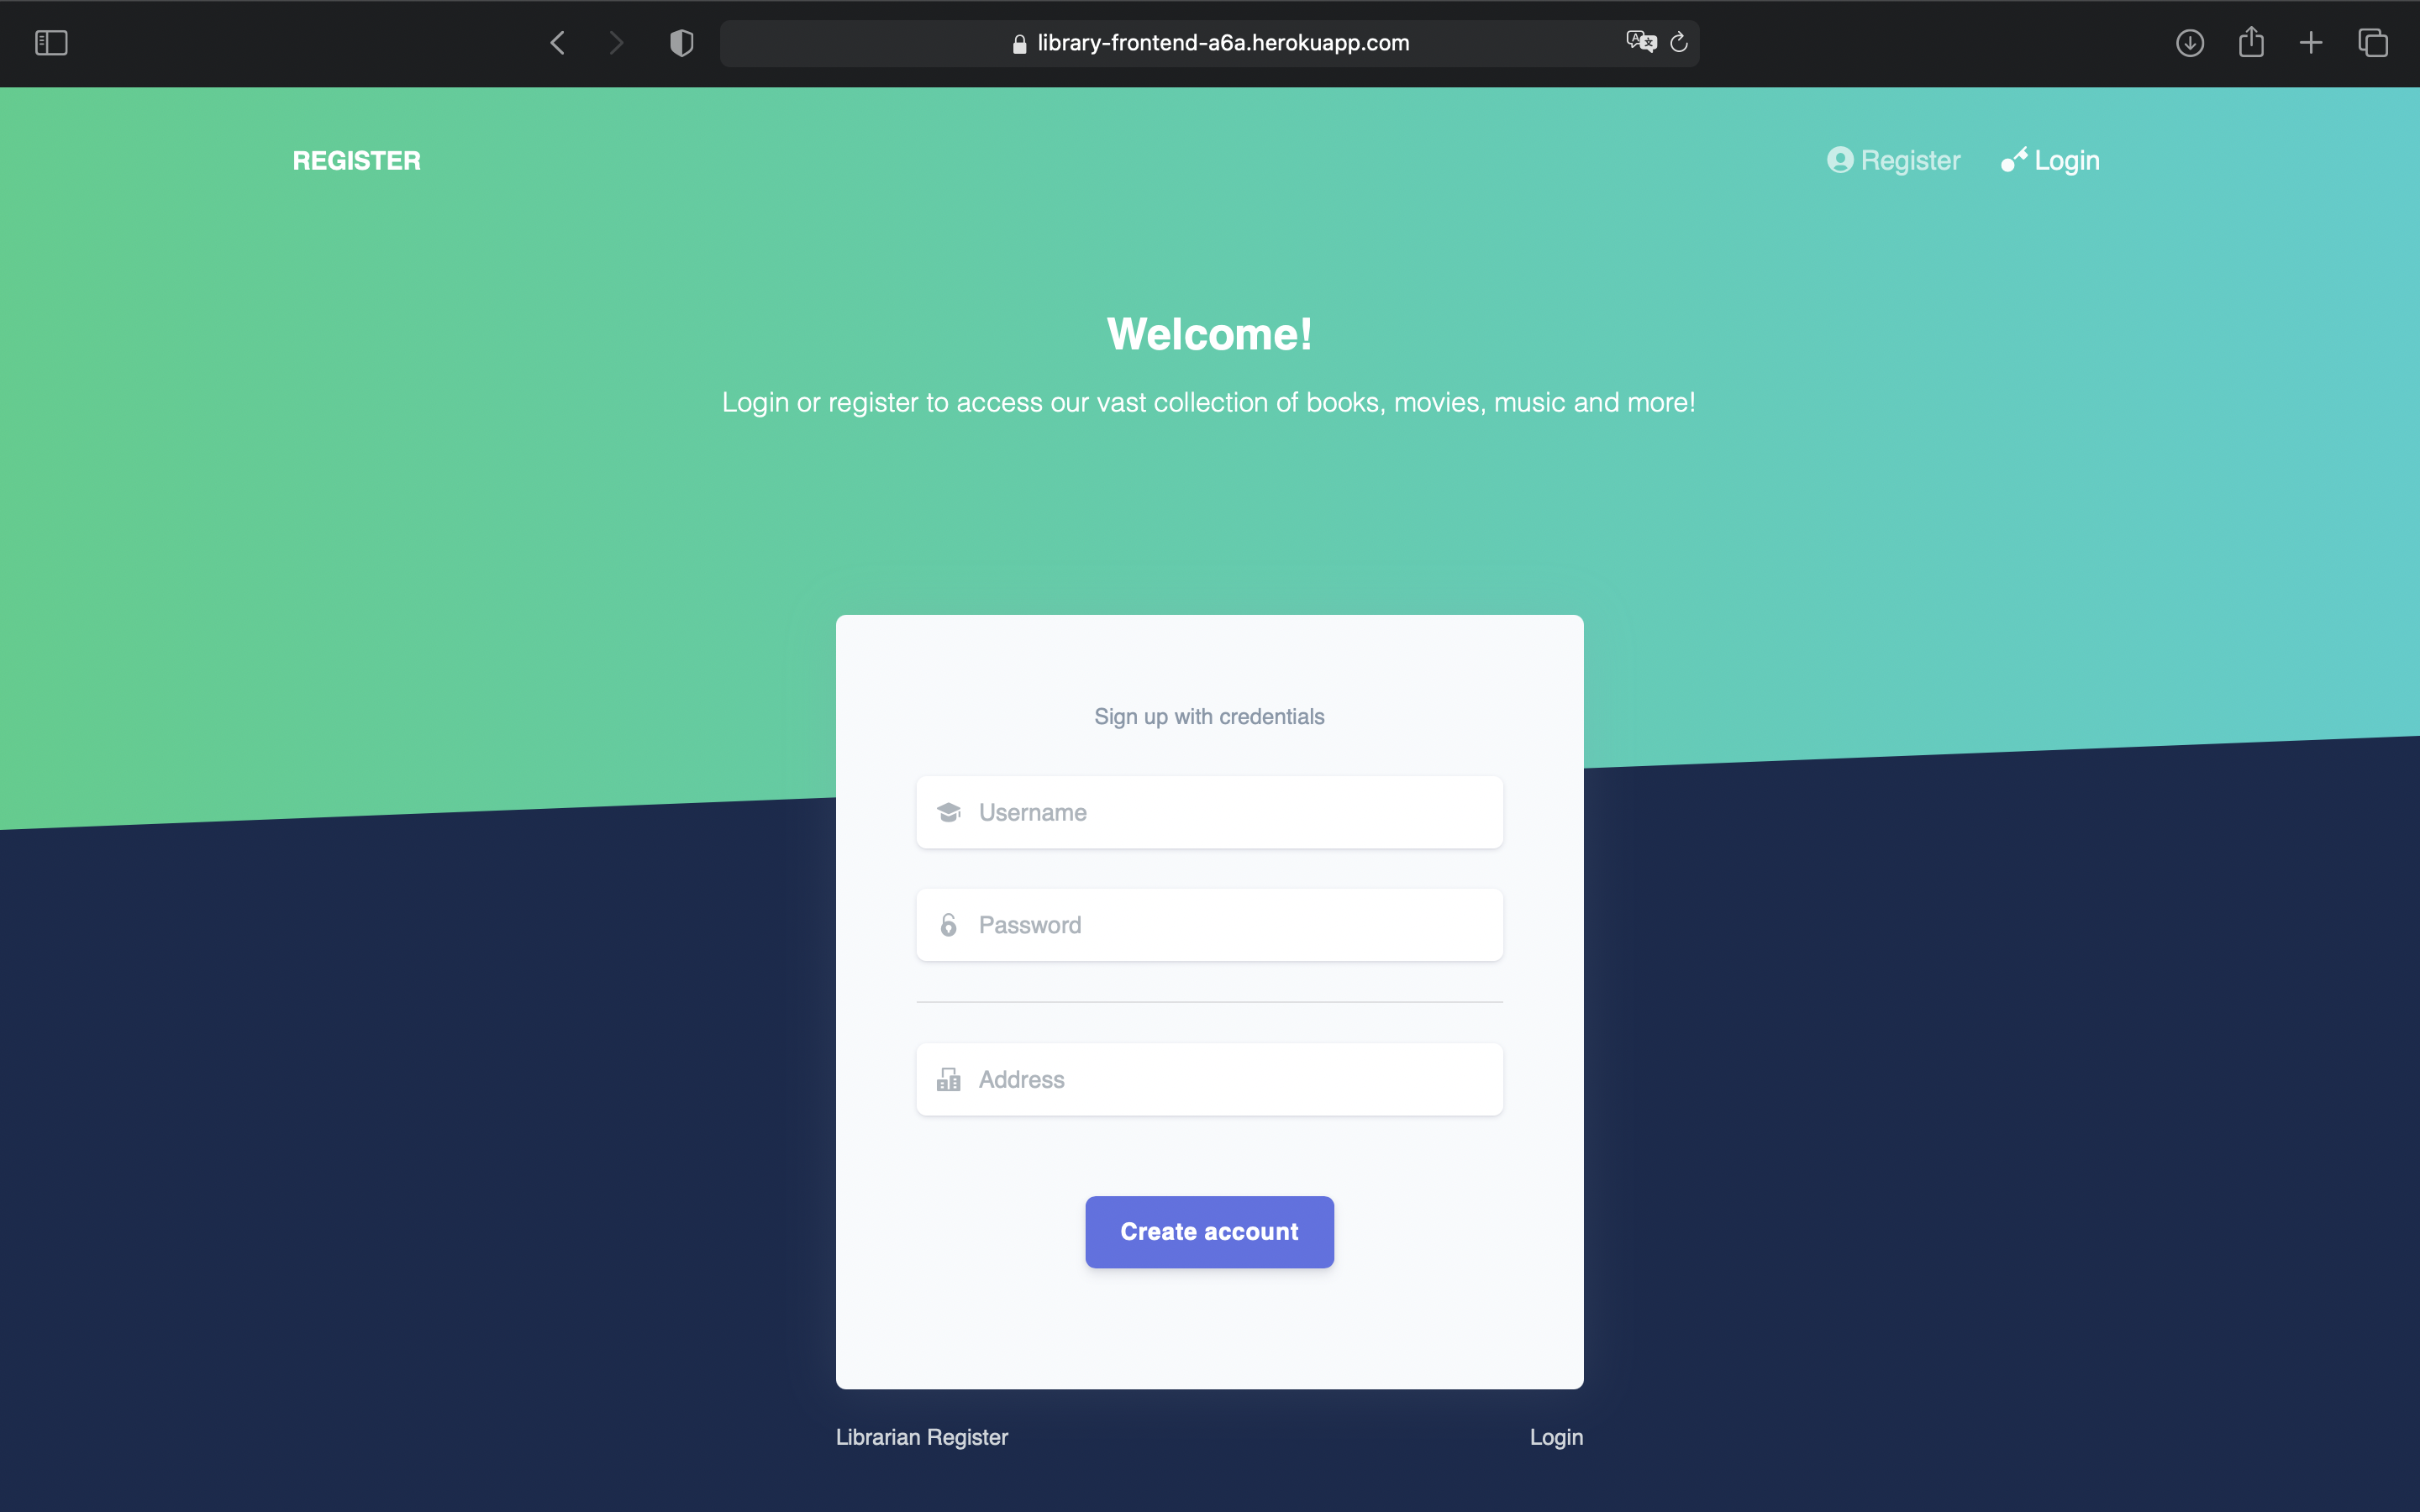 library-frontend-a6a.herokuapp.com
REGISTER
Register
Login
Welcome!
Login or register to access our vast collection of books, movies, music and more!
Sign up with credentials
Username
Password
Address
Create account
Librarian Register
Login